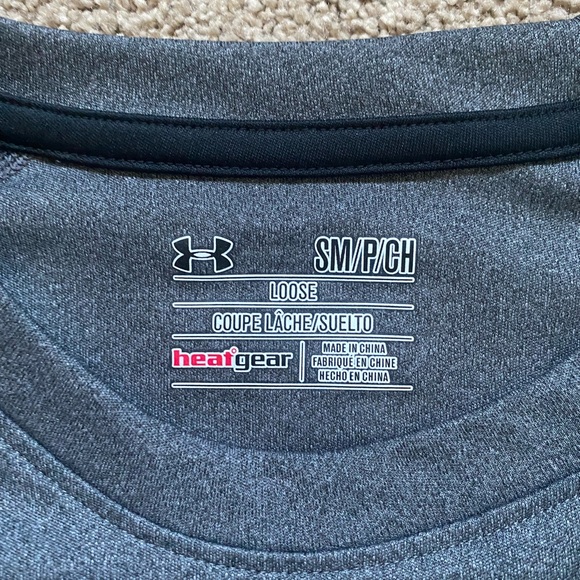 SM/P/CH
LOOSE
COUPE LÂCHE/SUELTO
heatgear
MADE IN CHINA
FABRIQUÉ EN CHINE
HECHO EN CHINA